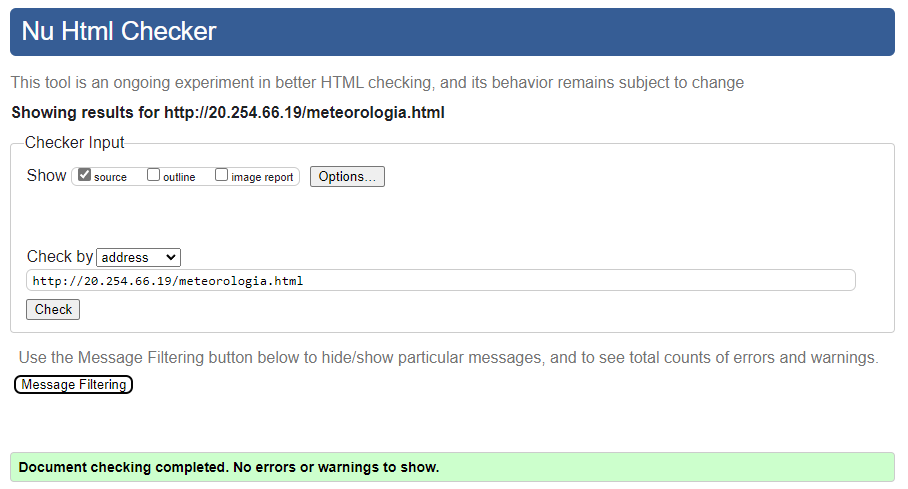 Nu Html Checker
This tool is an ongoing experiment in better HTML checking, and its behavior remains subject to change
Showing results for http://20.254.66.19/meteorologia.html
Checker Input
Show source outline image report Options...
Check by address
http://20.254.66.19/meteorologia.html
Check
Use the Message Filtering button below to hide/show particular messages, and to see total counts of errors and warnings.
Message Filtering
Document checking completed. No errors or warnings to show.